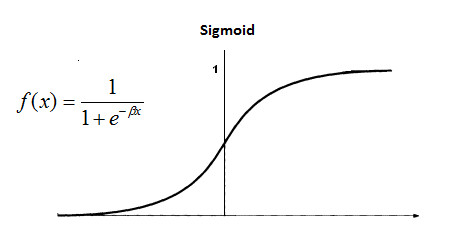 Sigmoid
1
f(x) = 1 / (1 + e^{-βx})